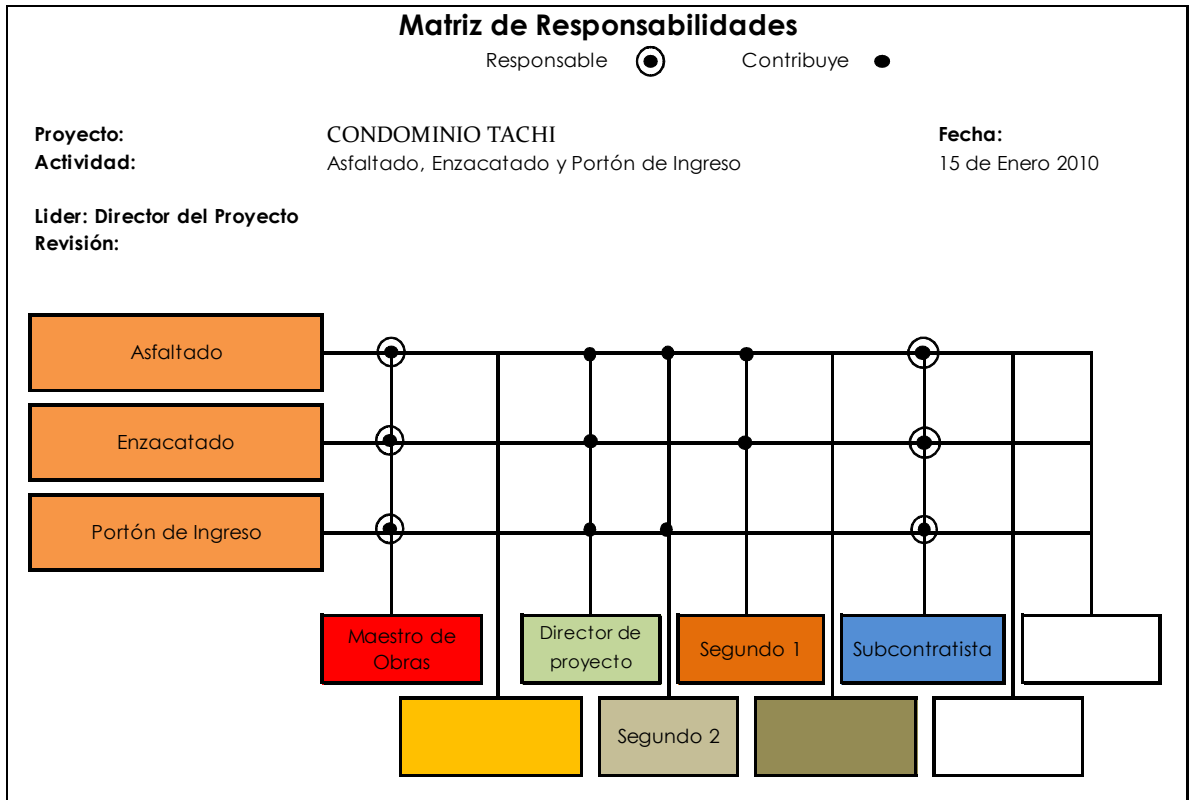 Matriz de Responsabilidades
Responsable Contribuye
Proyecto: CONDOMINIO TACHI Fecha:
Actividad: Asfaltado, Enzacatado y Portón de Ingreso 15 de Enero 2010
Lider: Director del Proyecto
Revisión:
Asfaltado
Enzacatado
Portón de Ingreso
Maestro de
Obras
Director de
proyecto
Segundo 1
Subcontratista
Segundo 2